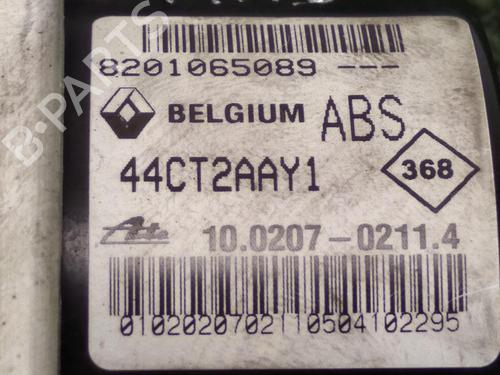 8201065089 ---
BELGIUM ABS
44CT2AAY1
368
Ate 10.0207-0211.4
0102020702110504102295
B-PARTS